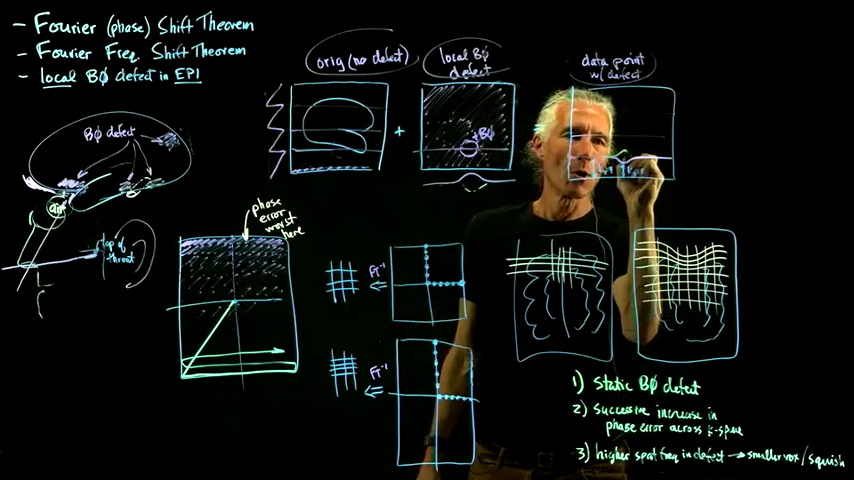 - Fourier (phase) Shift Theorem
- Fourier Freq. Shift Theorem
- local BØ defect in EPI
orig (no defect)
local BØ
defect
data point
w/ defect
BØ defect
air
top of
throat
+
+BØ
phase
error
worst
here
FT⁻¹
FT⁻¹
1) Static BØ defect
2) successive increase in
phase error across k-space
3) higher spat freq in defect → smaller vox/squish